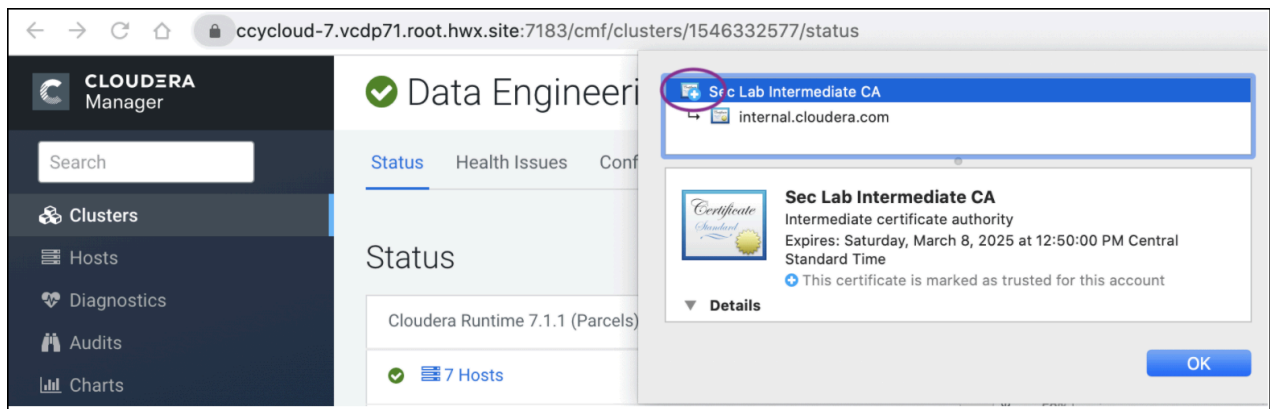 ccycloud-7.vcdp71.root.hwx.site:7183/cmf/clusters/1546332577/status
CLOUDERA
Manager
Search
Clusters
Hosts
Diagnostics
Audits
Charts
Data Engineeri
Status Health Issues Conf
Status
Cloudera Runtime 7.1.1 (Parcels)
7 Hosts
Sec Lab Intermediate CA
internal.cloudera.com
Certificate
Standard
Sec Lab Intermediate CA
Intermediate certificate authority
Expires: Saturday, March 8, 2025 at 12:50:00 PM Central
Standard Time
This certificate is marked as trusted for this account
Details
OK